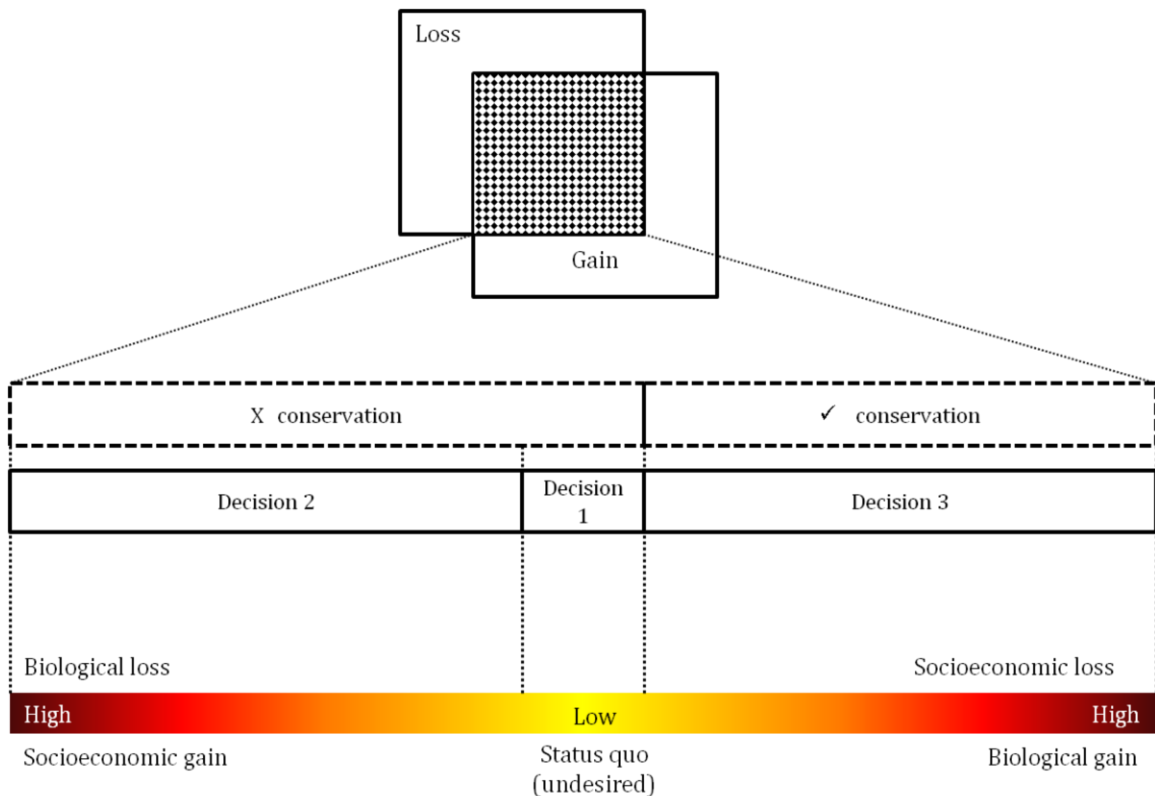 Loss
Gain
X conservation
✓ conservation
Decision 2
Decision
1
Decision 3
Biological loss
Socioeconomic loss
High
Low
High
Socioeconomic gain
Status quo
(undesired)
Biological gain